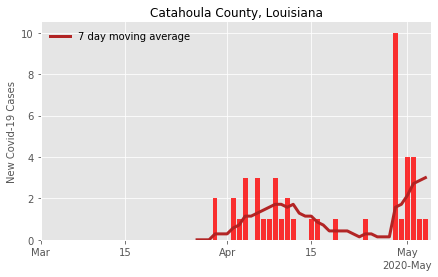 Catahoula County, Louisiana
7 day moving average
New Covid-19 Cases
10
8
6
4
2
0
Mar 15 Apr 15 May
2020-May